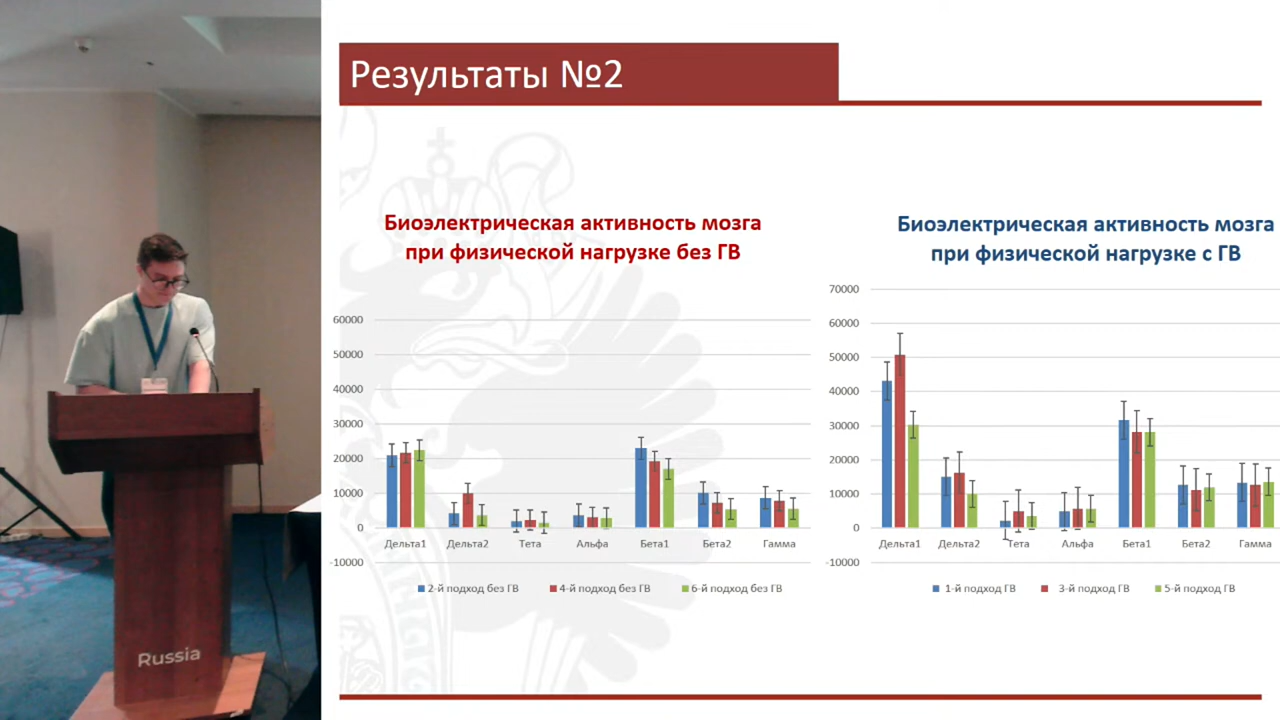 Результаты №2
Биоэлектрическая активность мозга
при физической нагрузке без ГВ
60000
50000
40000
30000
20000
10000
0
-10000
Дельта1 Дельта2 Тета Альфа Бета1 Бета2 Гамма
2-й подход без ГВ 4-й подход без ГВ 6-й подход без ГВ
Биоэлектрическая активность мозга
при физической нагрузке с ГВ
70000
60000
50000
40000
30000
20000
10000
0
-10000
Дельта1 Дельта2 Тета Альфа Бета1 Бета2 Гамма
1-й подход ГВ 3-й подход ГВ 5-й подход ГВ
Russia